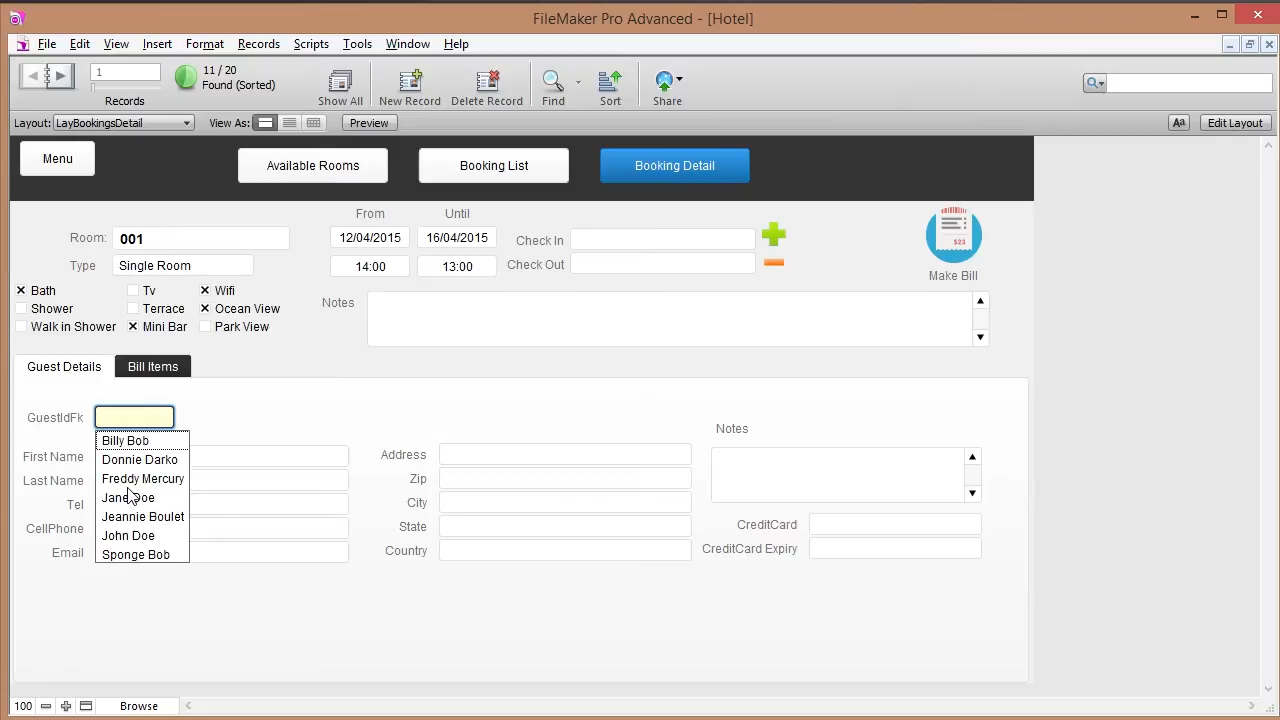 FileMaker Pro Advanced - [Hotel]
File Edit View Insert Format Records Scripts Tools Window Help
1
11 / 20
Found (Sorted)
Records
Show All
New Record
Delete Record
Find
Sort
Share
Layout: LayBookingsDetail View As: Preview Aa Edit Layout
Menu
Available Rooms
Booking List
Booking Detail
From
Until
Room: 001
12/04/2015
16/04/2015
Check In
Type
Single Room
14:00
13:00
Check Out
$23
Make Bill
Bath
Tv
Wifi
Notes
Shower
Terrace
Ocean View
Walk in Shower
Mini Bar
Park View
Guest Details
Bill Items
GuestIdFk
Billy Bob
Donnie Darko
Freddy Mercury
Jane Doe
Jeannie Boulet
John Doe
Sponge Bob
First Name
Last Name
Tel
CellPhone
Email
Address
Zip
City
State
Country
Notes
CreditCard
CreditCard Expiry
100
Browse